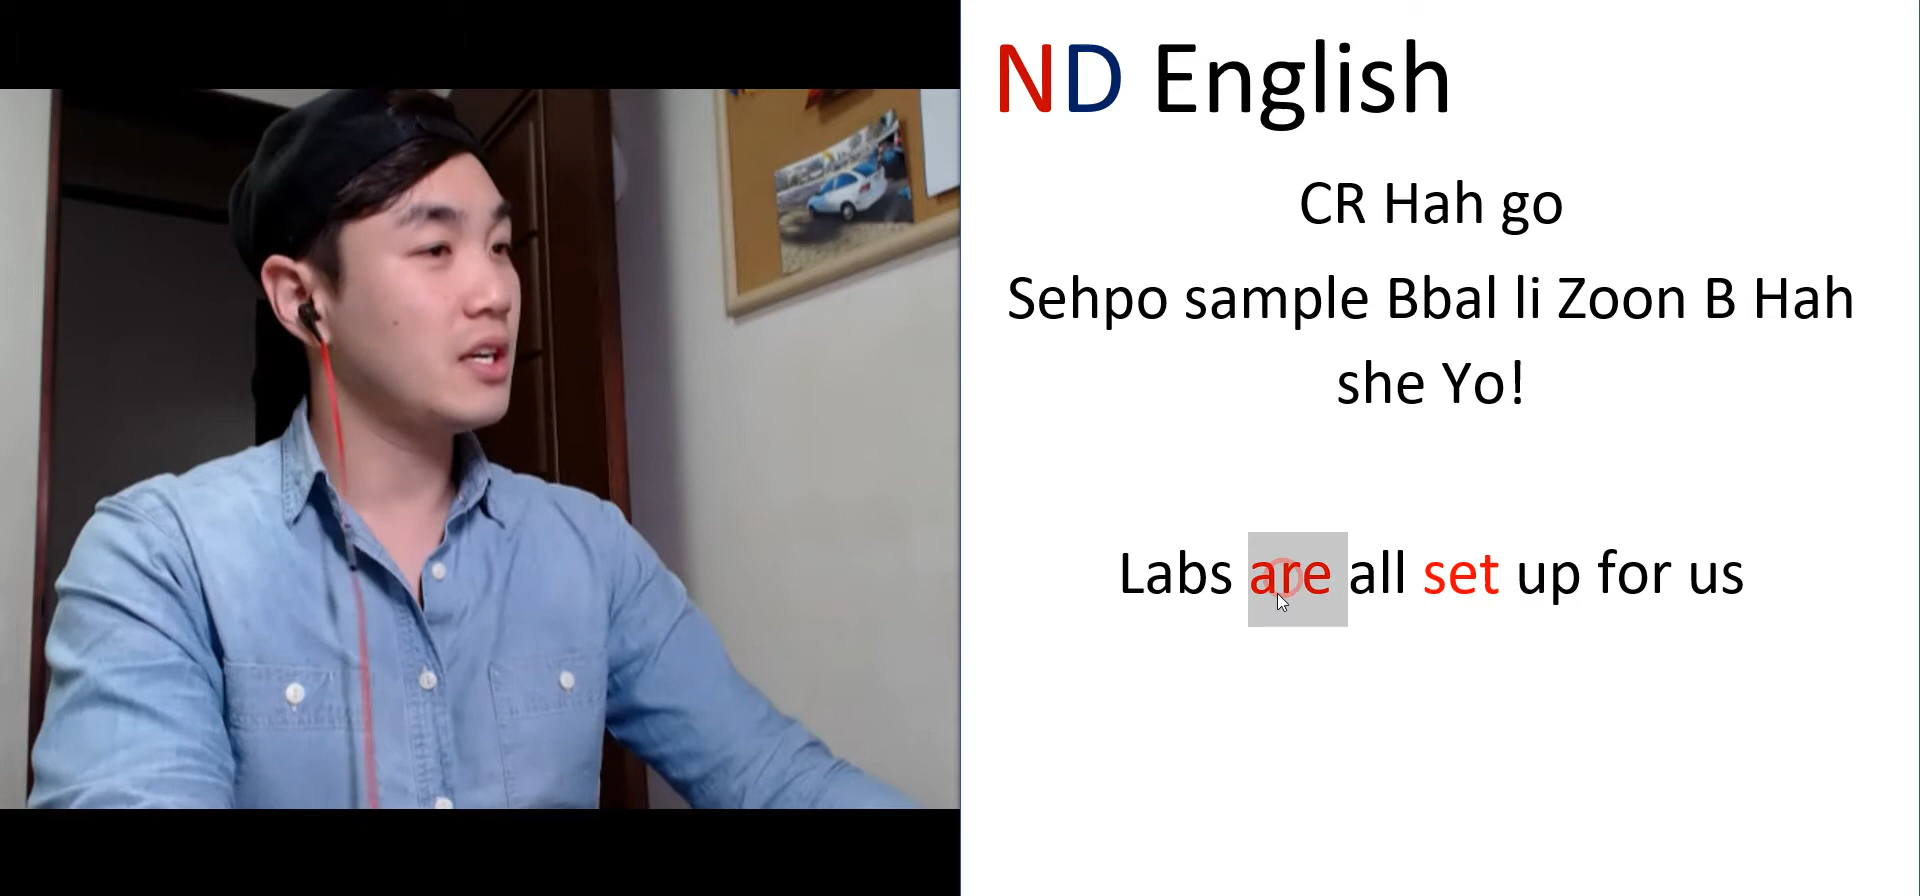 ND English
CR Hah go
Sehpo sample Bbal li Zoon B Hah
she Yo!
Labs are all set up for us